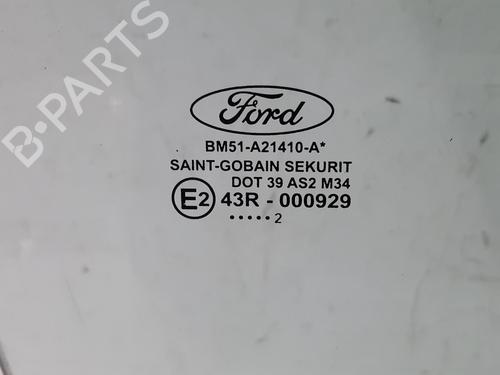 B-PARTS
Ford
BM51-A21410-A*
SAINT-GOBAIN SEKURIT
DOT 39 AS2 M34
E2 43R - 000929
••••• 2